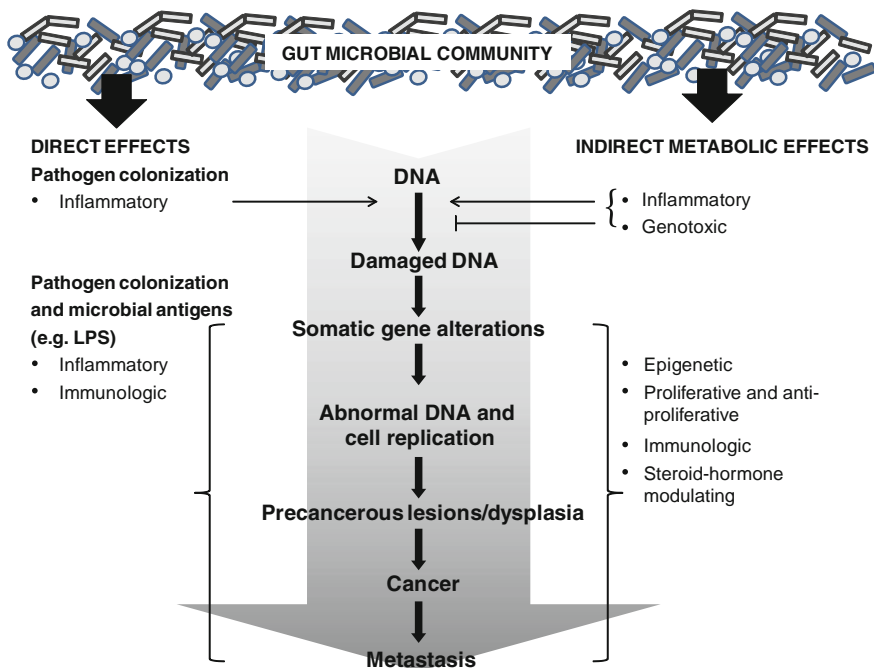 GUT MICROBIAL COMMUNITY
DIRECT EFFECTS
Pathogen colonization
• Inflammatory
Pathogen colonization
and microbial antigens
(e.g. LPS)
• Inflammatory
• Immunologic
DNA
Damaged DNA
Somatic gene alterations
Abnormal DNA and
cell replication
Precancerous lesions/dysplasia
Cancer
Metastasis
INDIRECT METABOLIC EFFECTS
• Inflammatory
• Genotoxic
• Epigenetic
• Proliferative and anti-
proliferative
• Immunologic
• Steroid-hormone
modulating